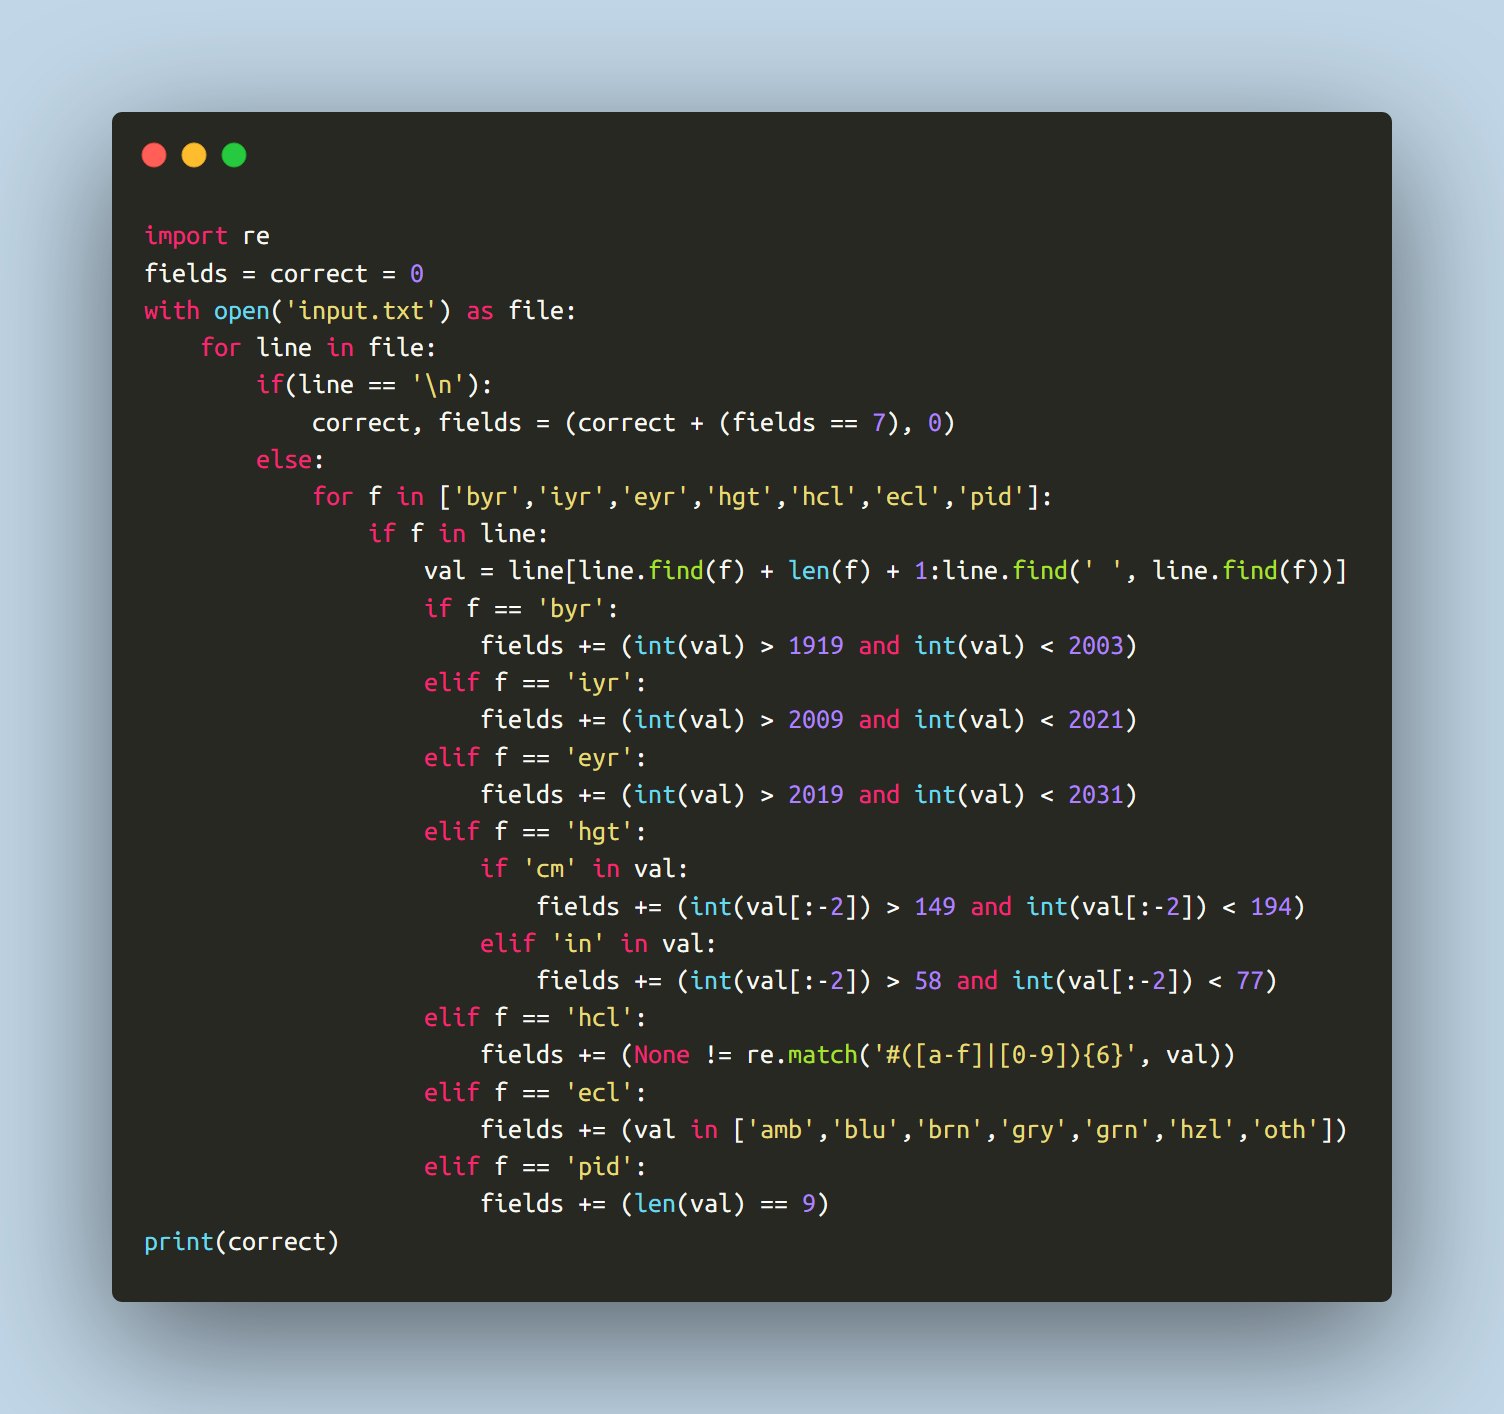 import re
fields = correct = 0
with open('input.txt') as file:
    for line in file:
        if(line == '\n'):
            correct, fields = (correct + (fields == 7), 0)
        else:
            for f in ['byr','iyr','eyr','hgt','hcl','ecl','pid']:
                if f in line:
                    val = line[line.find(f) + len(f) + 1:line.find(' ', line.find(f))]
                    if f == 'byr':
                        fields += (int(val) > 1919 and int(val) < 2003)
                    elif f == 'iyr':
                        fields += (int(val) > 2009 and int(val) < 2021)
                    elif f == 'eyr':
                        fields += (int(val) > 2019 and int(val) < 2031)
                    elif f == 'hgt':
                        if 'cm' in val:
                            fields += (int(val[:-2]) > 149 and int(val[:-2]) < 194)
                        elif 'in' in val:
                            fields += (int(val[:-2]) > 58 and int(val[:-2]) < 77)
                    elif f == 'hcl':
                        fields += (None != re.match('#([a-f]|[0-9]){6}', val))
                    elif f == 'ecl':
                        fields += (val in ['amb','blu','brn','gry','grn','hzl','oth'])
                    elif f == 'pid':
                        fields += (len(val) == 9)
print(correct)